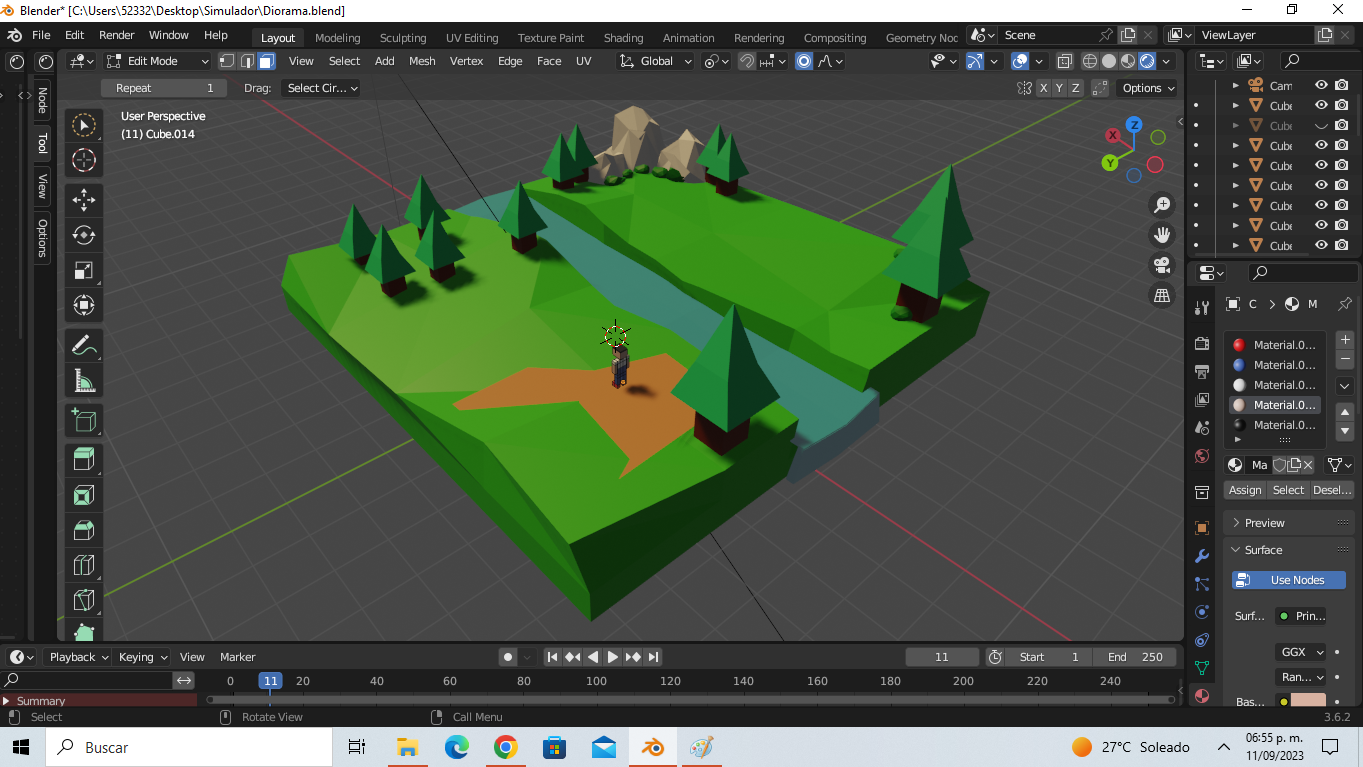 Blender* [C:\Users\52332\Desktop\Simulador\Diorama.blend]
File Edit Render Window Help Layout Modeling Sculpting UV Editing Texture Paint Shading Animation Rendering Compositing Geometry Noc Scene ViewLayer
Edit Mode View Select Add Mesh Vertex Edge Face UV Global
Repeat 1 Drag: Select Cir... X Y Z Options
Node
Tool
View
Options
User Perspective
(11) Cube.014
Z
X
Y
Cam
Cube
Cube
Cube
Cube
Cube
Cube
Cube
Cube
C M
Material.0...
Material.0...
Material.0...
Material.0...
Material.0...
Ma
Assign Select Desel...
Preview
Surface
Use Nodes
Surf... Prin...
GGX
Ran...
Bas...
Playback Keying View Marker 11 Start 1 End 250
0 11 20 40 60 80 100 120 140 160 180 200 220 240
Summary
Select Rotate View Call Menu 3.6.2
Buscar 27°C Soleado 06:55 p. m.
11/09/2023